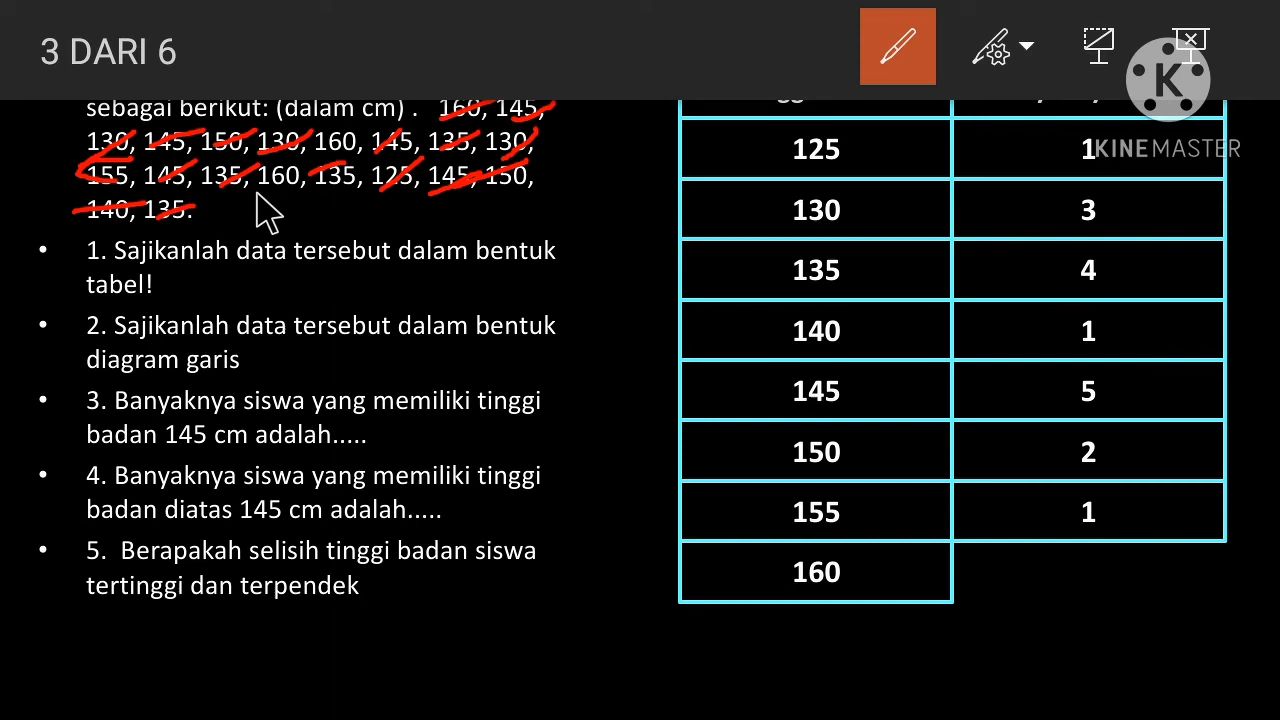 3 DARI 6
sebagai berikut: (dalam cm) .   160, 145,
130, 145, 150, 130, 160, 145, 135, 130,
155, 145, 135, 160, 135, 125, 145, 150,
140, 135.
• 1. Sajikanlah data tersebut dalam bentuk
tabel!
• 2. Sajikanlah data tersebut dalam bentuk
diagram garis
• 3. Banyaknya siswa yang memiliki tinggi
badan 145 cm adalah.....
• 4. Banyaknya siswa yang memiliki tinggi
badan diatas 145 cm adalah.....
• 5.  Berapakah selisih tinggi badan siswa
tertinggi dan terpendek
125 1
130 3
135 4
140 1
145 5
150 2
155 1
160
K
KINEMASTER